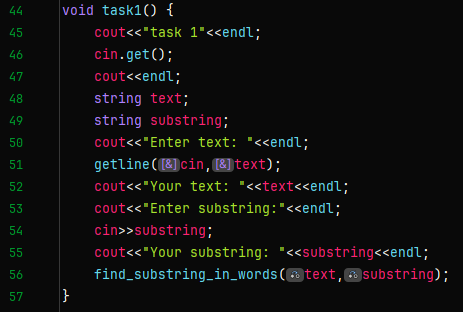 44 void task1() {
45 cout<<"task 1"<<endl;
46 cin.get();
47 cout<<endl;
48 string text;
49 string substring;
50 cout<<"Enter text: "<<endl;
51 getline([&]cin,[&]text);
52 cout<<"Your text: "<<text<<endl;
53 cout<<"Enter substring:"<<endl;
54 cin>>substring;
55 cout<<"Your substring: "<<substring<<endl;
56 find_substring_in_words(text,substring);
57 }